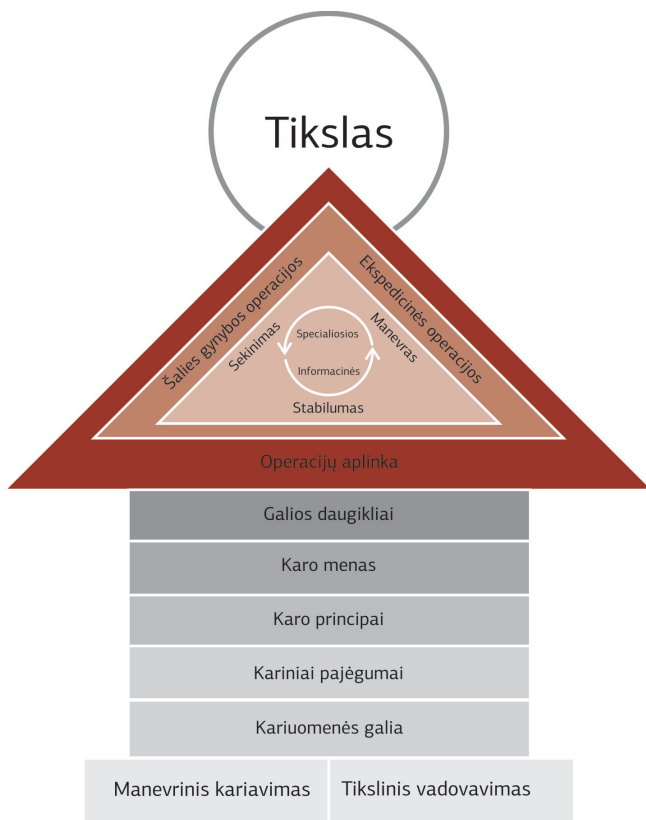 Tikslas
Šalies gynybos operacijos
Ekspedicinės operacijos
Sekinimas
Manevras
Specialiosios
Informacinės
Stabilumas
Operacijų aplinka
Galios daugikliai
Karo menas
Karo principai
Kariniai pajėgumai
Kariuomenės galia
Manevrinis kariavimas
Tikslinis vadovavimas